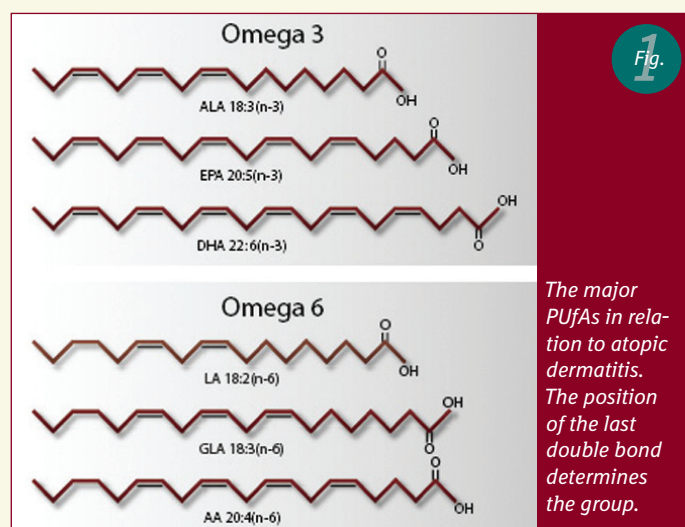 Omega 3
O
OH
ALA 18:3(n-3)
O
OH
EPA 20:5(n-3)
OH
O
DHA 22:6(n-3)
Omega 6
O
OH
LA 18:2(n-6)
OH
O
GLA 18:3(n-6)
O
OH
AA 20:4(n-6)
Fig. 1
The major
PUfAs in rela-
tion to atopic
dermatitis.
The position
of the last
double bond
determines
the group.